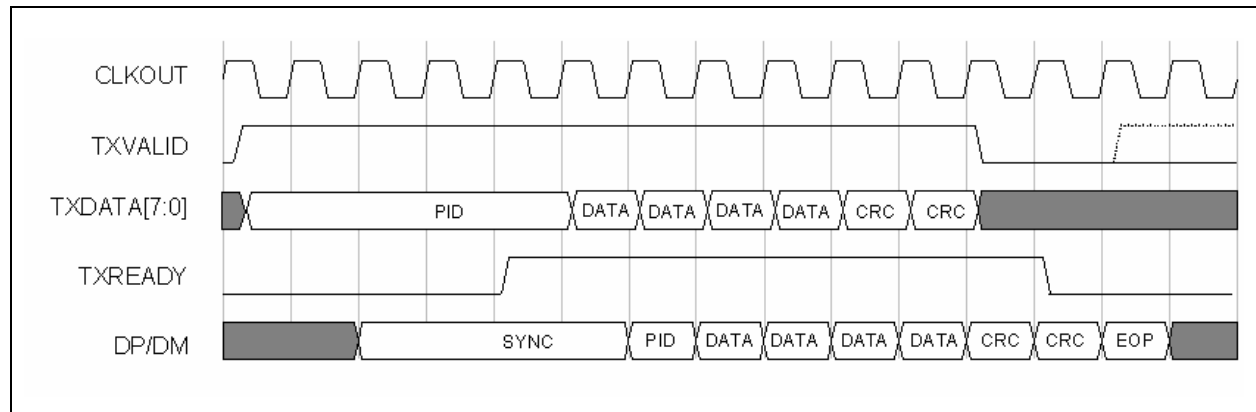 CLKOUT
TXVALID
TXDATA[7:0] PID DATA DATA DATA DATA CRC CRC
TXREADY
DP/DM SYNC PID DATA DATA DATA DATA CRC CRC EOP